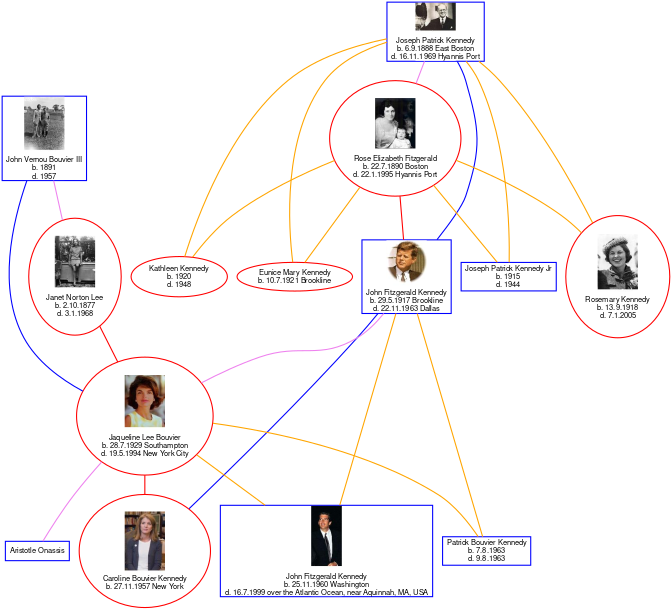 Joseph Patrick Kennedy
b. 6.9.1888 East Boston
d. 16.11.1969 Hyannis Port
John Vernou Bouvier III
b. 1891
d. 1957
Rose Elizabeth Fitzgerald
b. 22.7.1890 Boston
d. 22.1.1995 Hyannis Port
Janet Norton Lee
b. 2.10.1877
d. 3.1.1968
Kathleen Kennedy
b. 1920
d. 1948
Eunice Mary Kennedy
b. 10.7.1921 Brookline
John Fitzgerald Kennedy
b. 29.5.1917 Brookline
d. 22.11.1963 Dallas
Joseph Patrick Kennedy Jr
b. 1915
d. 1944
Rosemary Kennedy
b. 13.9.1918
d. 7.1.2005
Jaqueline Lee Bouvier
b. 28.7.1929 Southampton
d. 19.5.1994 New York City
Aristotle Onassis
Caroline Bouvier Kennedy
b. 27.11.1957 New York
John Fitzgerald Kennedy
b. 25.11.1960 Washington
d. 16.7.1999 over the Atlantic Ocean, near Aquinnah, MA, USA
Patrick Bouvier Kennedy
b. 7.8.1963
d. 9.8.1963